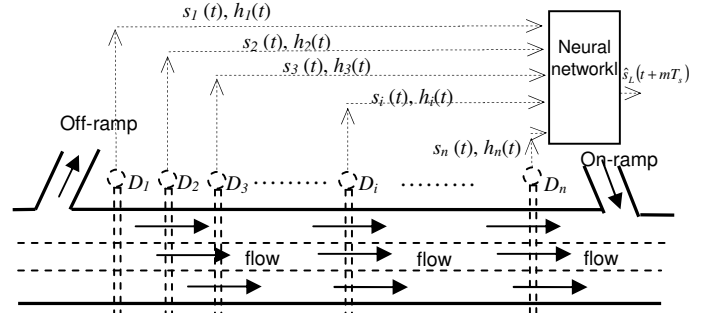 s1 (t), h1(t)
s2 (t), h2(t)
s3 (t), h3(t)
si (t), hi(t)
sn (t), hn(t)
Neural
networkl
ŝL(t + mTs)
Off-ramp
On-ramp
D1 D2 D3 ········· Di ········ Dn
flow flow flow